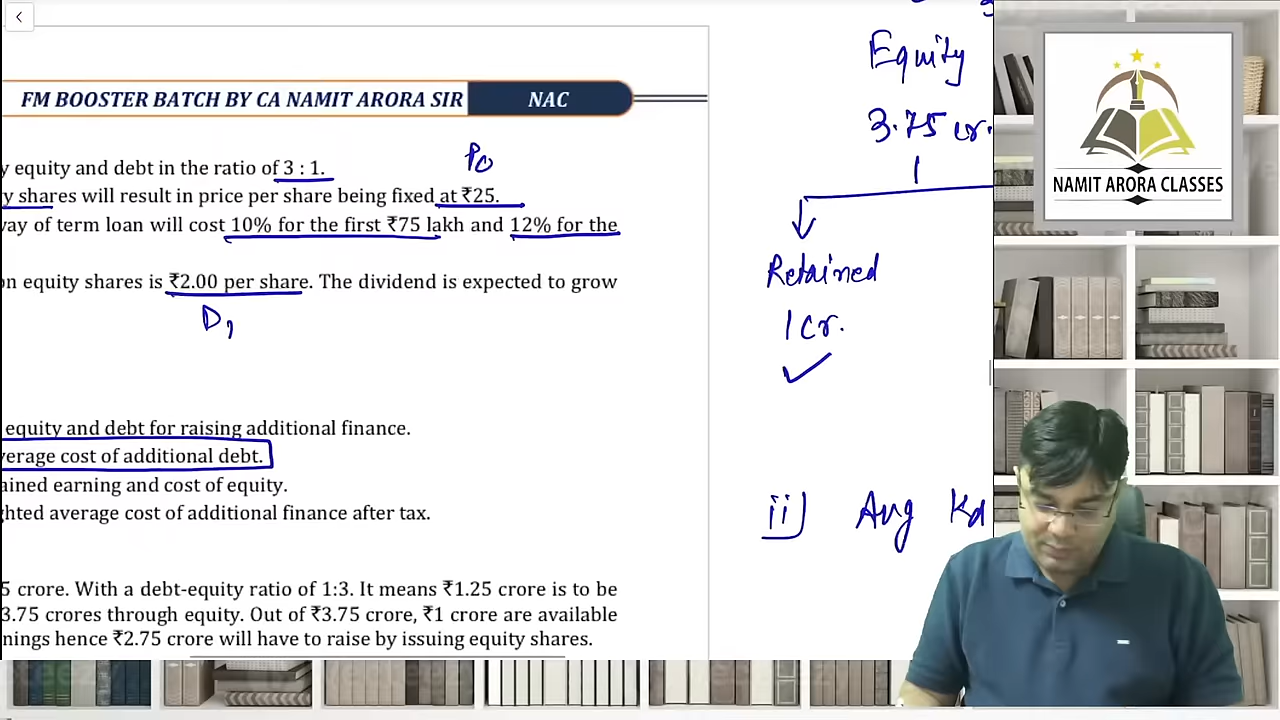 FM BOOSTER BATCH BY CA NAMIT ARORA SIR NAC
y equity and debt in the ratio of 3 : 1.
P0
y shares will result in price per share being fixed at ₹25.
way of term loan will cost 10% for the first ₹75 lakh and 12% for the
on equity shares is ₹2.00 per share. The dividend is expected to grow
D1
equity and debt for raising additional finance.
verage cost of additional debt.
ained earning and cost of equity.
ghted average cost of additional finance after tax.
5 crore. With a debt-equity ratio of 1:3. It means ₹1.25 crore is to be
3.75 crores through equity. Out of ₹3.75 crore, ₹1 crore are available
nings hence ₹2.75 crore will have to raise by issuing equity shares.
Equity
3.75 cr.
Retained
1 cr.
ii) Avg Kd
NAMIT ARORA CLASSES